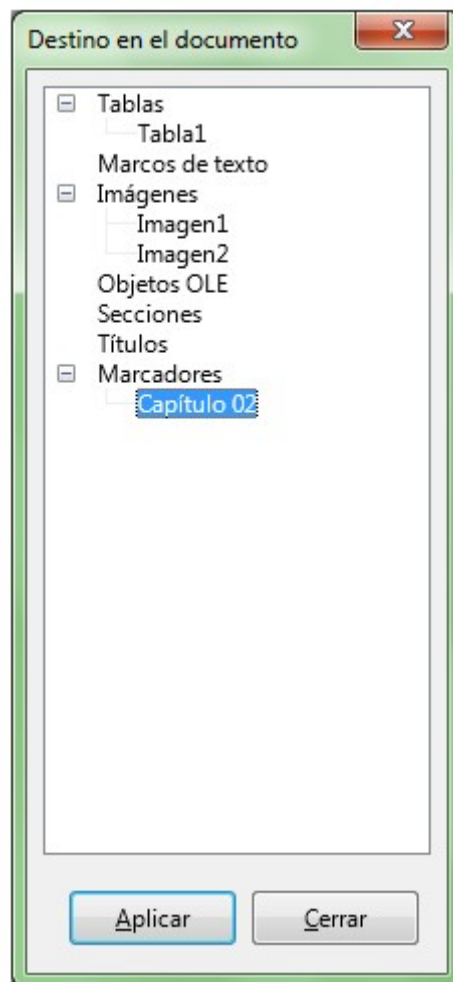 Destino en el documento
Tablas
Tabla1
Marcos de texto
Imágenes
Imagen1
Imagen2
Objetos OLE
Secciones
Títulos
Marcadores
Capítulo 02
Aplicar Cerrar